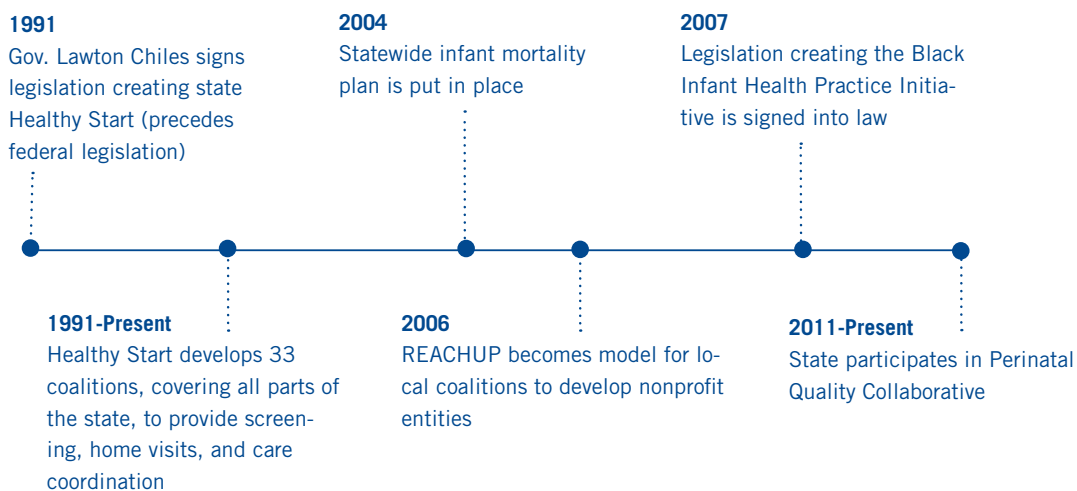 1991
Gov. Lawton Chiles signs
legislation creating state
Healthy Start (precedes
federal legislation)
2004
Statewide infant mortality
plan is put in place
2007
Legislation creating the Black
Infant Health Practice Initia-
tive is signed into law
1991-Present
Healthy Start develops 33
coalitions, covering all parts of
the state, to provide screen-
ing, home visits, and care
coordination
2006
REACHUP becomes model for lo-
cal coalitions to develop nonprofit
entities
2011-Present
State participates in Perinatal
Quality Collaborative